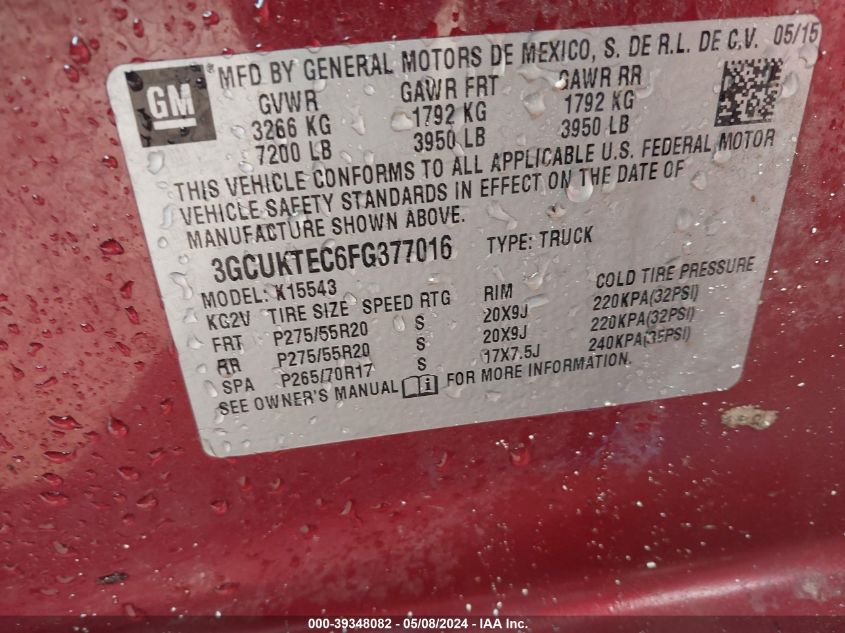 GM ® MFD BY GENERAL MOTORS DE MEXICO, S. DE R.L. DE C.V. 05/15
GVWR GAWR FRT GAWR RR
3266 KG 1792 KG 1792 KG
7200 LB 3950 LB 3950 LB
THIS VEHICLE CONFORMS TO ALL APPLICABLE U.S. FEDERAL MOTOR
VEHICLE SAFETY STANDARDS IN EFFECT ON THE DATE OF
MANUFACTURE SHOWN ABOVE.
3GCUKTEC6FG377016 TYPE: TRUCK
MODEL: K15543
KC2V TIRE SIZE SPEED RTG RIM COLD TIRE PRESSURE
FRT P275/55R20 S 20X9J 220KPA(32PSI)
RR P275/55R20 S 20X9J 220KPA(32PSI)
SPA P265/70R17 S 17X7.5J 240KPA(35PSI)
SEE OWNER'S MANUAL i FOR MORE INFORMATION.
000-39348082 - 05/08/2024 - IAA Inc.